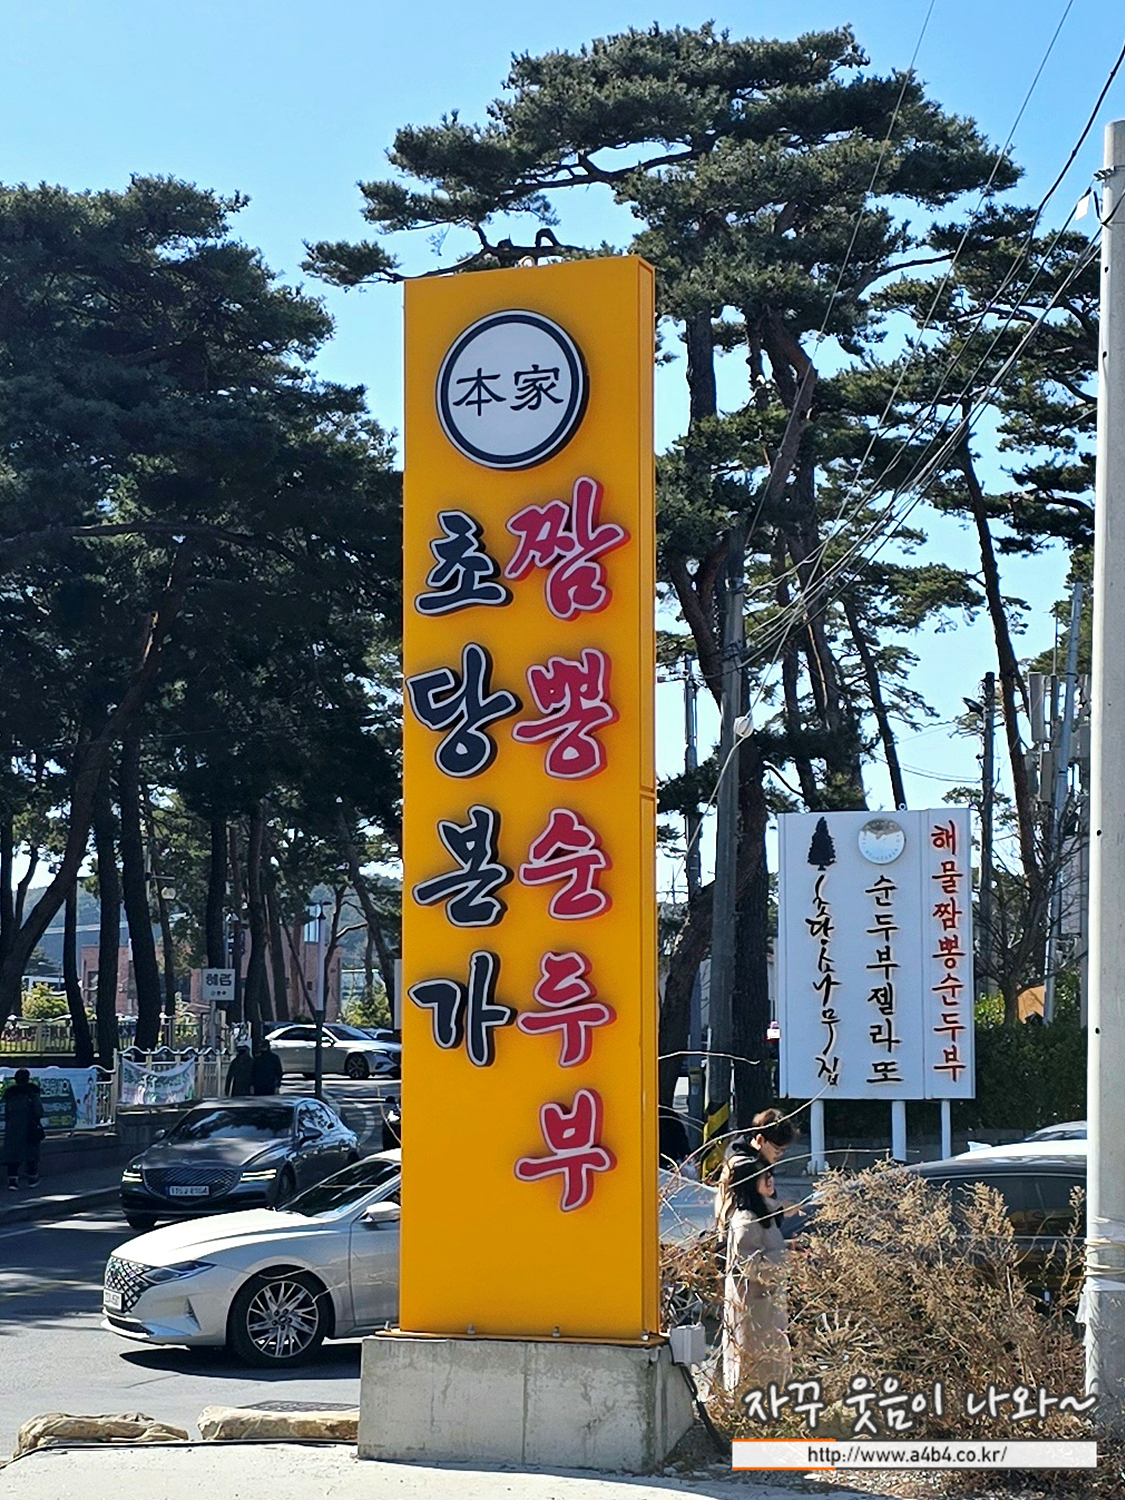 本家
짬뽕순두부
초당본가
해물짬뽕순두부
순두부젤라또
초당소나무집
자꾸 웃음이 나와~
http://www.a4b4.co.kr/